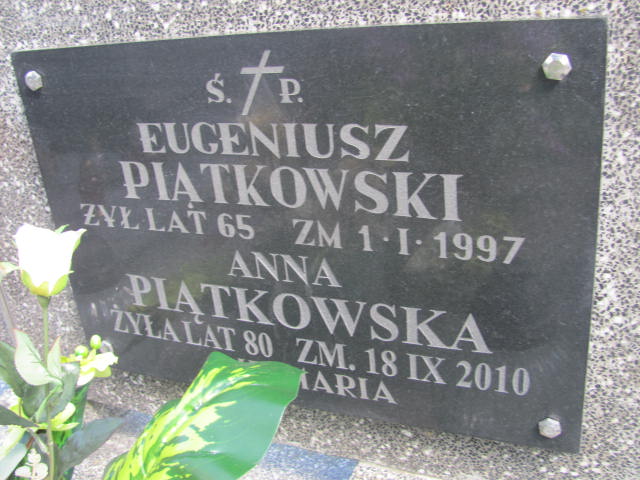 Ś. P.
EUGENIUSZ
PIĄTKOWSKI
ŻYŁ LAT 65 ZM 1·I·1997
ANNA
PIĄTKOWSKA
ŻYŁA LAT 80 ZM. 18 IX 2010
MARIA